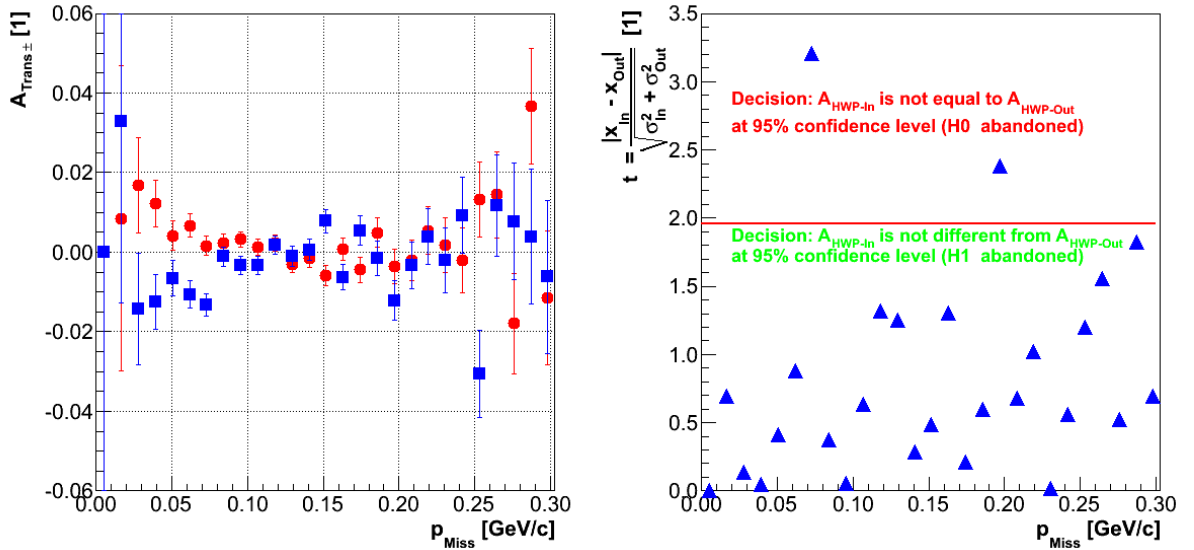 A_Trans± [1]
0.06
0.04
0.02
0.00
-0.02
-0.04
-0.06
0.00 0.05 0.10 0.15 0.20 0.25 0.30
p_Miss [GeV/c]
t = |x_In - x_Out| / √(σ²_In + σ²_Out) [1]
3.5
3.0
2.5
2.0
1.5
1.0
0.5
0.0
Decision: A_HWP-In is not equal to A_HWP-Out
at 95% confidence level (H0 abandoned)
Decision: A_HWP-In is not different from A_HWP-Out
at 95% confidence level (H1 abandoned)
0.00 0.05 0.10 0.15 0.20 0.25 0.30
p_Miss [GeV/c]